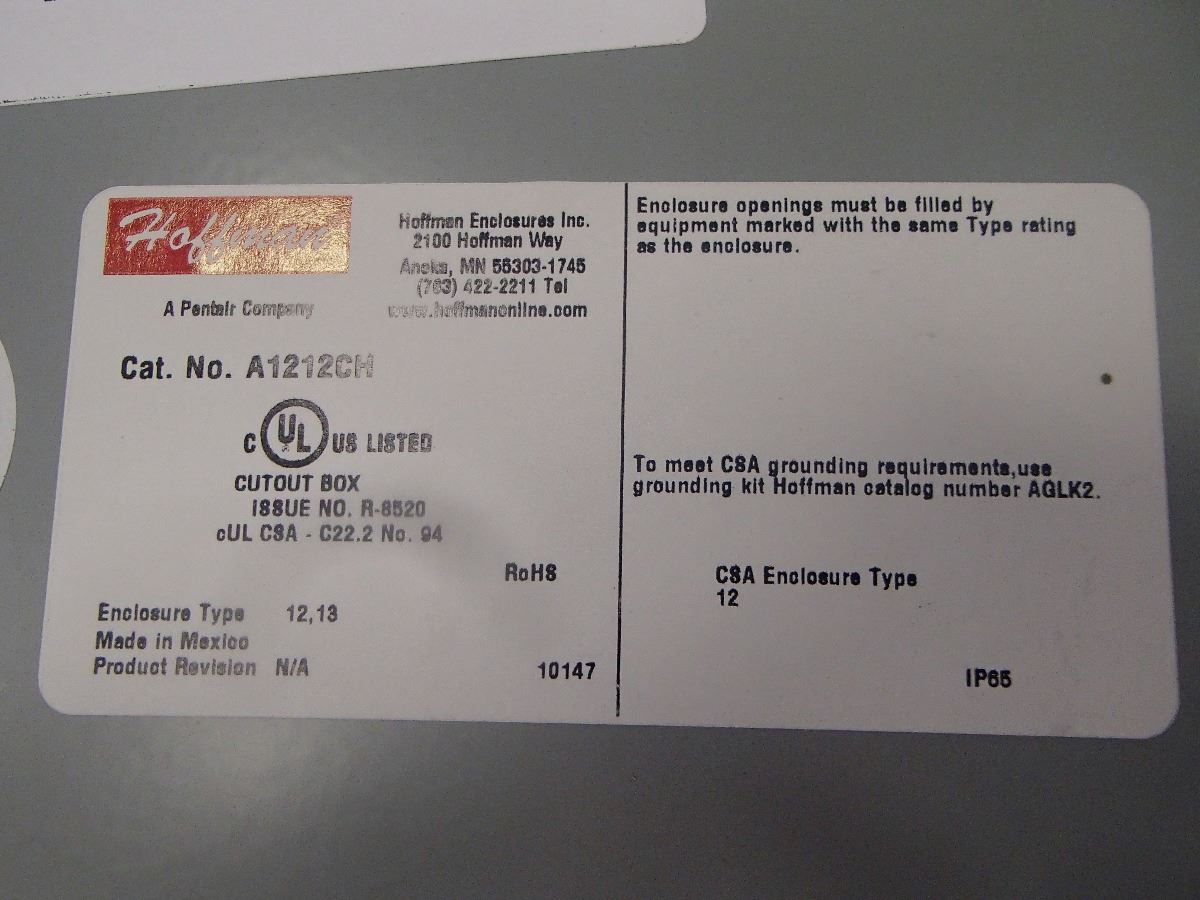 Hoffman
A Pentair Company
Hoffman Enclosures Inc.
2100 Hoffman Way
Anoka, MN 55303-1745
(763) 422-2211 Tel
www.hoffmanonline.com
Cat. No. A1212CH
C UL US LISTED
CUTOUT BOX
ISSUE NO. R-8520
cUL CSA - C22.2 No. 94
RoHS
Enclosure Type 12,13
Made in Mexico
Product Revision N/A
10147
Enclosure openings must be filled by
equipment marked with the same Type rating
as the enclosure.
To meet CSA grounding requirements,use
grounding kit Hoffman catalog number AGLK2.
CSA Enclosure Type
12
IP65